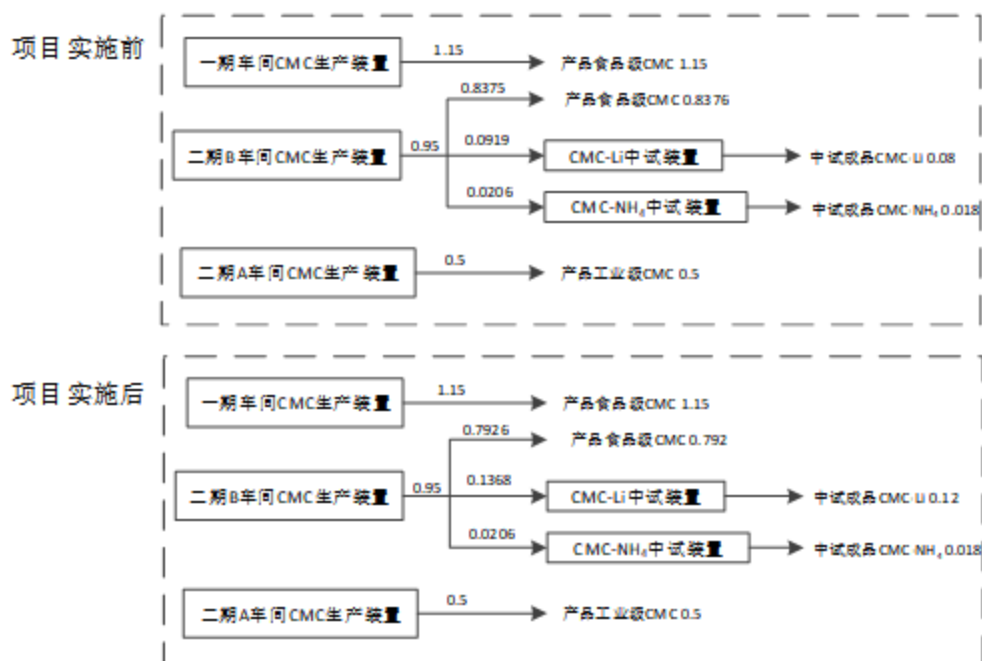 项目实施前
一期车间CMC生产装置
1.15
产品食品级CMC 1.15
0.8375
产品食品级CMC 0.8376
二期B车间CMC生产装置
0.95
0.0919
CMC-Li中试装置
中试成品CMC-Li 0.08
0.0206
CMC-NH₄中试装置
中试成品CMC-NH₄ 0.018
二期A车间CMC生产装置
0.5
产品工业级CMC 0.5
项目实施后
一期车间CMC生产装置
1.15
产品食品级CMC 1.15
0.7926
产品食品级CMC 0.792
二期B车间CMC生产装置
0.95
0.1368
CMC-Li中试装置
中试成品CMC-Li 0.12
0.0206
CMC-NH₄中试装置
中试成品CMC-NH₄ 0.018
二期A车间CMC生产装置
0.5
产品工业级CMC 0.5